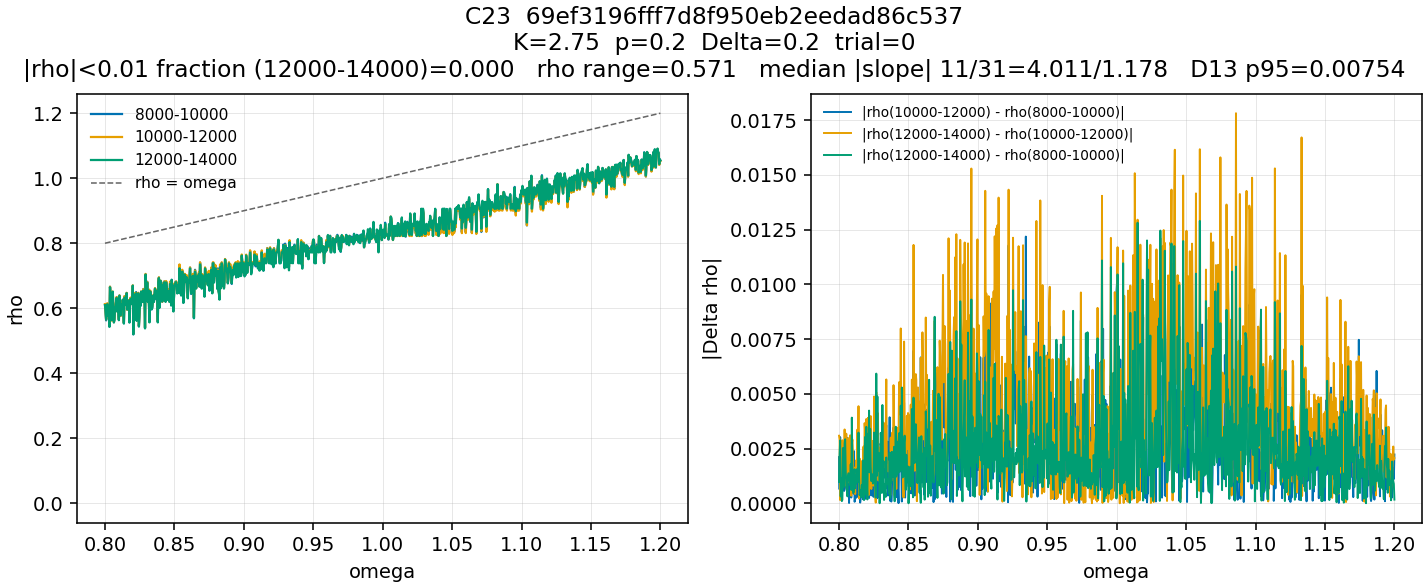 C23  69ef3196fff7d8f950eb2eedad86c537
K=2.75  p=0.2  Delta=0.2  trial=0
|rho|<0.01 fraction (12000-14000)=0.000   rho range=0.571   median |slope| 11/31=4.011/1.178   D13 p95=0.00754
8000-10000
10000-12000
12000-14000
rho = omega
1.2
1.0
0.8
0.6
0.4
0.2
0.0
rho
0.80 0.85 0.90 0.95 1.00 1.05 1.10 1.15 1.20
omega
|rho(10000-12000) - rho(8000-10000)|
|rho(12000-14000) - rho(10000-12000)|
|rho(12000-14000) - rho(8000-10000)|
0.0175
0.0150
0.0125
0.0100
0.0075
0.0050
0.0025
0.0000
|Delta rho|
0.80 0.85 0.90 0.95 1.00 1.05 1.10 1.15 1.20
omega